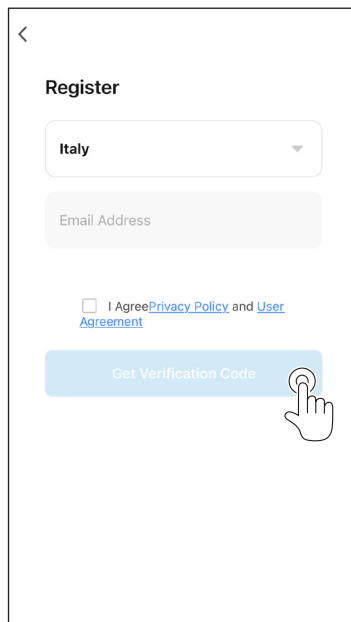 Register
Italy
Email Address
I AgreePrivacy Policy and User
Agreement
Get Verification Code